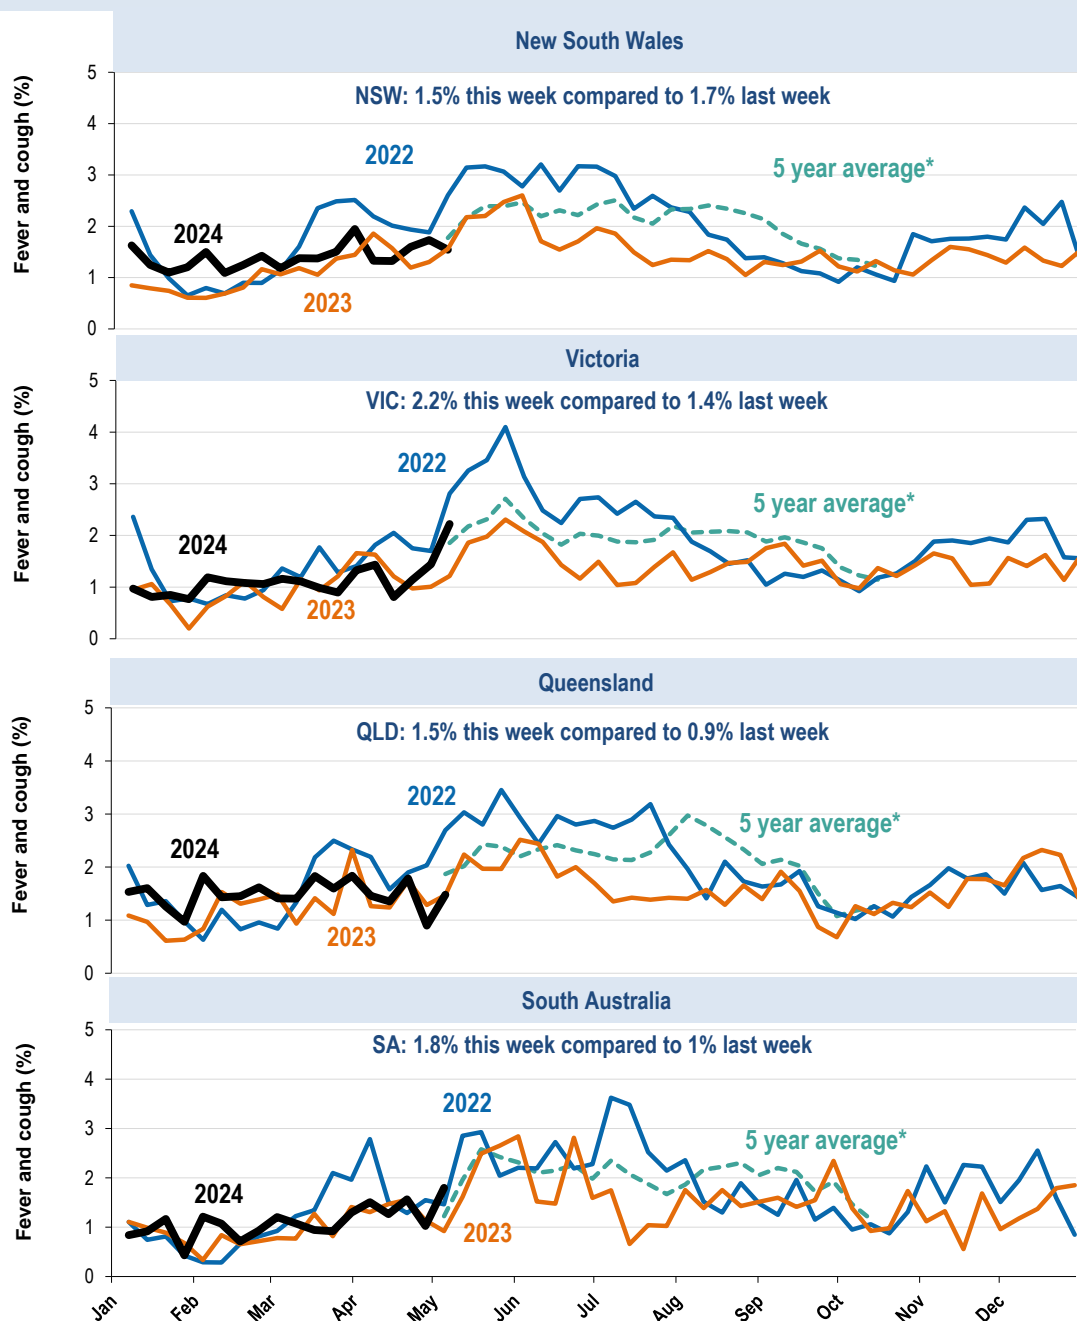 New South Wales
Fever and cough (%)
NSW: 1.5% this week compared to 1.7% last week
5
4
3
2
1
0
2022
5 year average*
2024
2023
Victoria
Fever and cough (%)
VIC: 2.2% this week compared to 1.4% last week
5
4
3
2
1
0
2022
5 year average*
2024
2023
Queensland
Fever and cough (%)
QLD: 1.5% this week compared to 0.9% last week
5
4
3
2
1
0
2022
5 year average*
2024
2023
South Australia
Fever and cough (%)
SA: 1.8% this week compared to 1% last week
5
4
3
2
1
0
2022
5 year average*
2024
2023
Jan Feb Mar Apr May Jun Jul Aug Sep Oct Nov Dec